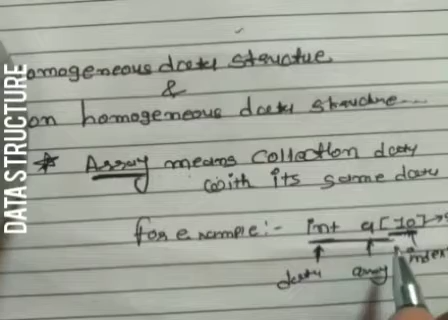 DATA STRUCTURE
omogeneous data structure
&
on homogeneous data structure....
* Array means Collection data
with its same data
for example:- int a[10]→
data array index